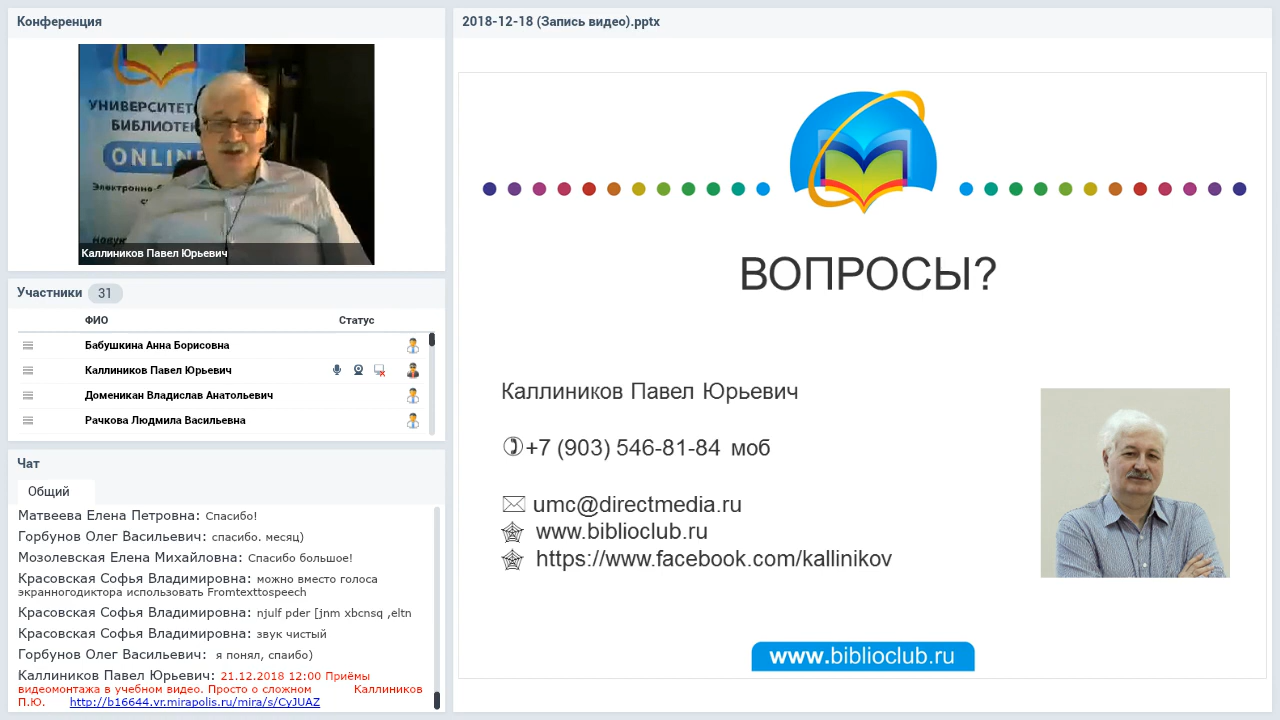 Конференция
УНИВЕРСИТЕТ
БИБЛИОТЕ
ONLIN
Каллиников Павел Юрьевич
Участники 31
ФИО Статус
Бабушкина Анна Борисовна
Каллиников Павел Юрьевич
Доменикан Владислав Анатольевич
Рачкова Людмила Васильевна
Чат
Общий
Матвеева Елена Петровна: Спасибо!
Горбунов Олег Васильевич: спасибо. месяц)
Мозолевская Елена Михайловна: Спасибо большое!
Красовская Софья Владимировна: можно вместо голоса
экранногодиктора использовать Fromtexttospeech
Красовская Софья Владимировна: njulf pder [jnm xbcnsq ,eltn
Красовская Софья Владимировна: звук чистый
Горбунов Олег Васильевич: я понял, спаибо)
Каллиников Павел Юрьевич: 21.12.2018 12:00 Приёмы
видеомонтажа в учебном видео. Просто о сложном Каллиников
П.Ю. http://b16644.vr.mirapolis.ru/mira/s/CyJUAZ
2018-12-18 (Запись видео).pptx
ВОПРОСЫ?
Каллиников Павел Юрьевич
+7 (903) 546-81-84 моб
umc@directmedia.ru
www.biblioclub.ru
https://www.facebook.com/kallinikov
www.biblioclub.ru